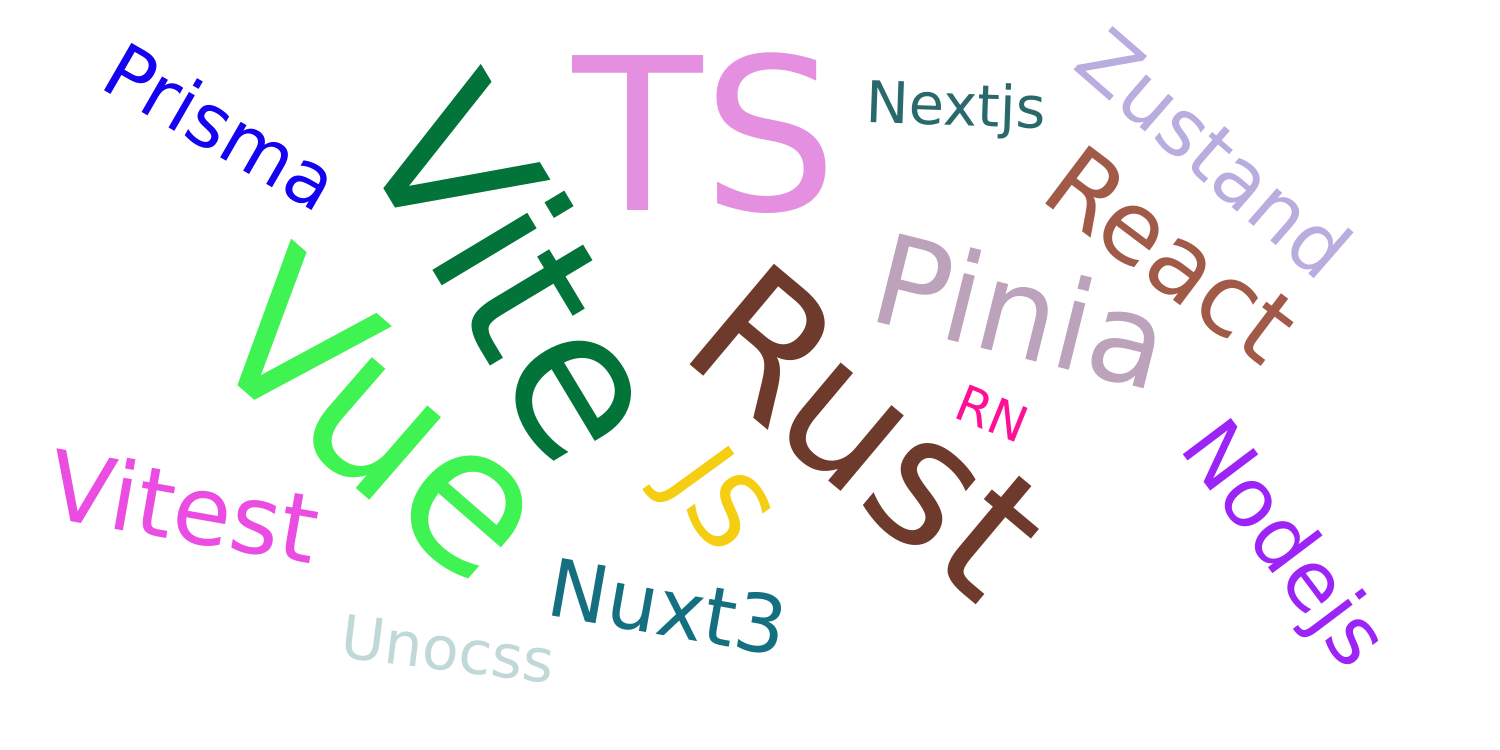 Prisma
Vite
TS
Nextjs
Zustand
React
Pinia
Vue
Rust
RN
Vitest
JS
Nodejs
Nuxt3
Unocss